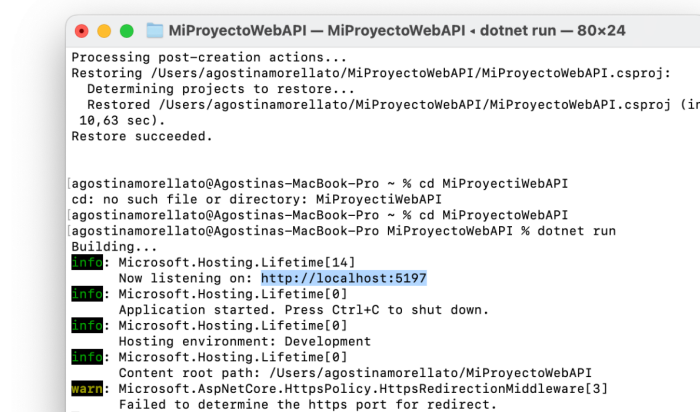 MiProyectoWebAPI — MiProyectoWebAPI ◂ dotnet run — 80×24
Processing post-creation actions...
Restoring /Users/agostinamorellato/MiProyectoWebAPI/MiProyectoWebAPI.csproj:
  Determining projects to restore...
  Restored /Users/agostinamorellato/MiProyectoWebAPI/MiProyectoWebAPI.csproj (in
 10,63 sec).
Restore succeeded.
[agostinamorellato@Agostinas-MacBook-Pro ~ % cd MiProyectiWebAPI
cd: no such file or directory: MiProyectiWebAPI
[agostinamorellato@Agostinas-MacBook-Pro ~ % cd MiProyectoWebAPI
[agostinamorellato@Agostinas-MacBook-Pro MiProyectoWebAPI % dotnet run
Building...
info: Microsoft.Hosting.Lifetime[14]
      Now listening on: http://localhost:5197
info: Microsoft.Hosting.Lifetime[0]
      Application started. Press Ctrl+C to shut down.
info: Microsoft.Hosting.Lifetime[0]
      Hosting environment: Development
info: Microsoft.Hosting.Lifetime[0]
      Content root path: /Users/agostinamorellato/MiProyectoWebAPI
warn: Microsoft.AspNetCore.HttpsPolicy.HttpsRedirectionMiddleware[3]
      Failed to determine the https port for redirect.